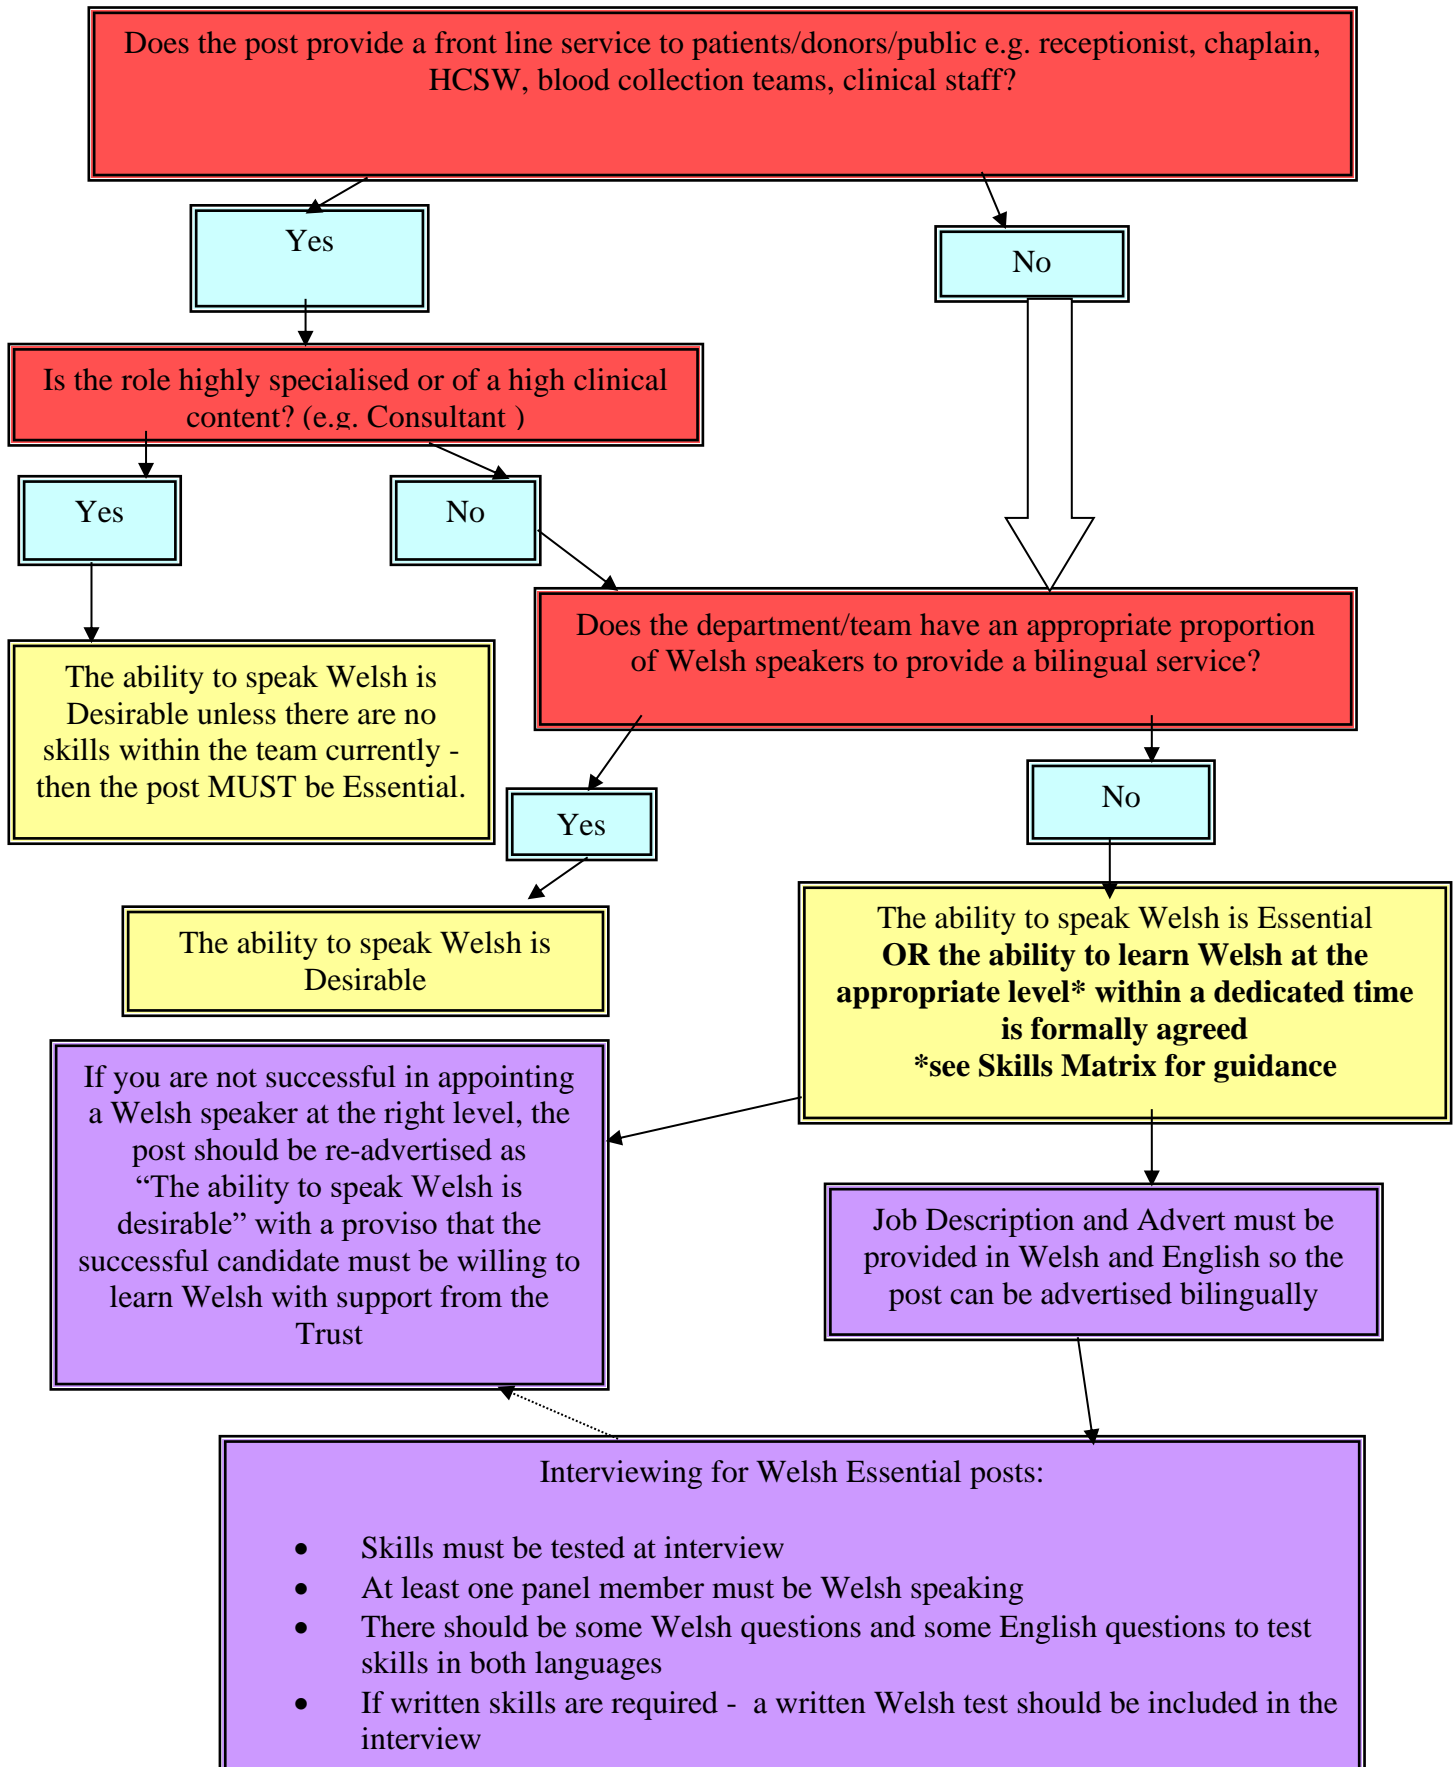 Does the post provide a front line service to patients/donors/public e.g. receptionist, chaplain,
HCSW, blood collection teams, clinical staff?
Yes
No
Is the role highly specialised or of a high clinical
content? (e.g. Consultant )
Yes
No
Does the department/team have an appropriate proportion
of Welsh speakers to provide a bilingual service?
The ability to speak Welsh is
Desirable unless there are no
skills within the team currently -
then the post MUST be Essential.
Yes
No
The ability to speak Welsh is
Desirable
The ability to speak Welsh is Essential
OR the ability to learn Welsh at the
appropriate level* within a dedicated time
is formally agreed
*see Skills Matrix for guidance
If you are not successful in appointing
a Welsh speaker at the right level, the
post should be re-advertised as
“The ability to speak Welsh is
desirable” with a proviso that the
successful candidate must be willing to
learn Welsh with support from the
Trust
Job Description and Advert must be
provided in Welsh and English so the
post can be advertised bilingually
Interviewing for Welsh Essential posts:
• Skills must be tested at interview
• At least one panel member must be Welsh speaking
• There should be some Welsh questions and some English questions to test
skills in both languages
• If written skills are required - a written Welsh test should be included in the
interview